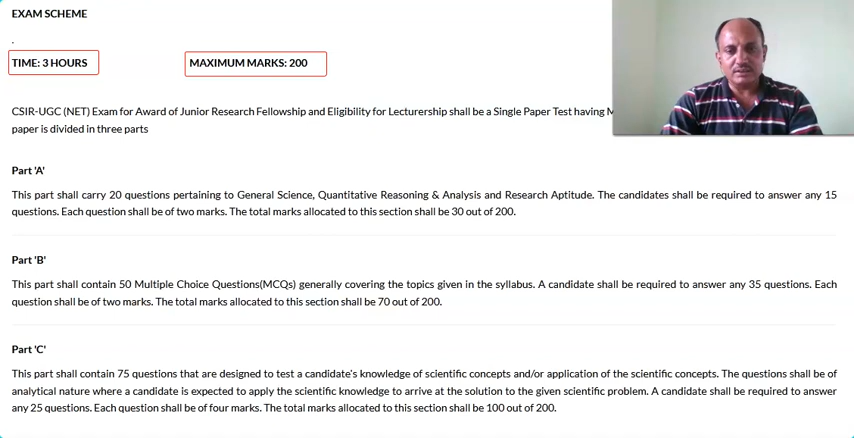 EXAM SCHEME
.
TIME: 3 HOURS MAXIMUM MARKS: 200
CSIR-UGC (NET) Exam for Award of Junior Research Fellowship and Eligibility for Lecturership shall be a Single Paper Test having
paper is divided in three parts
Part 'A'
This part shall carry 20 questions pertaining to General Science, Quantitative Reasoning & Analysis and Research Aptitude. The candidates shall be required to answer any 15
questions. Each question shall be of two marks. The total marks allocated to this section shall be 30 out of 200.
Part 'B'
This part shall contain 50 Multiple Choice Questions(MCQs) generally covering the topics given in the syllabus. A candidate shall be required to answer any 35 questions. Each
question shall be of two marks. The total marks allocated to this section shall be 70 out of 200.
Part 'C'
This part shall contain 75 questions that are designed to test a candidate's knowledge of scientific concepts and/or application of the scientific concepts. The questions shall be of
analytical nature where a candidate is expected to apply the scientific knowledge to arrive at the solution to the given scientific problem. A candidate shall be required to answer
any 25 questions. Each question shall be of four marks. The total marks allocated to this section shall be 100 out of 200.